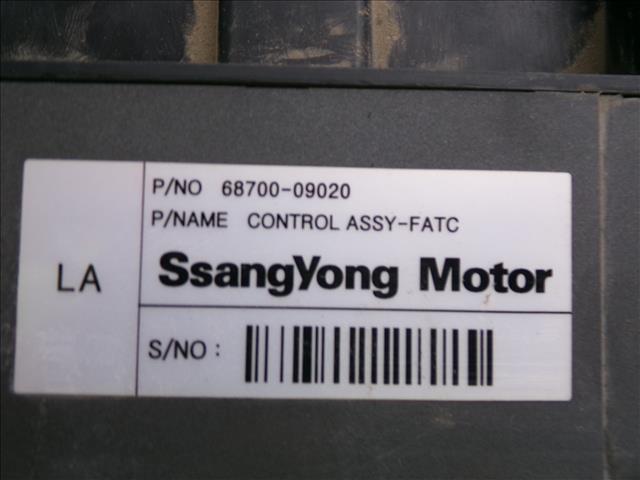 LA
P/NO 68700-09020
P/NAME CONTROL ASSY-FATC
SsangYong Motor
S/NO :